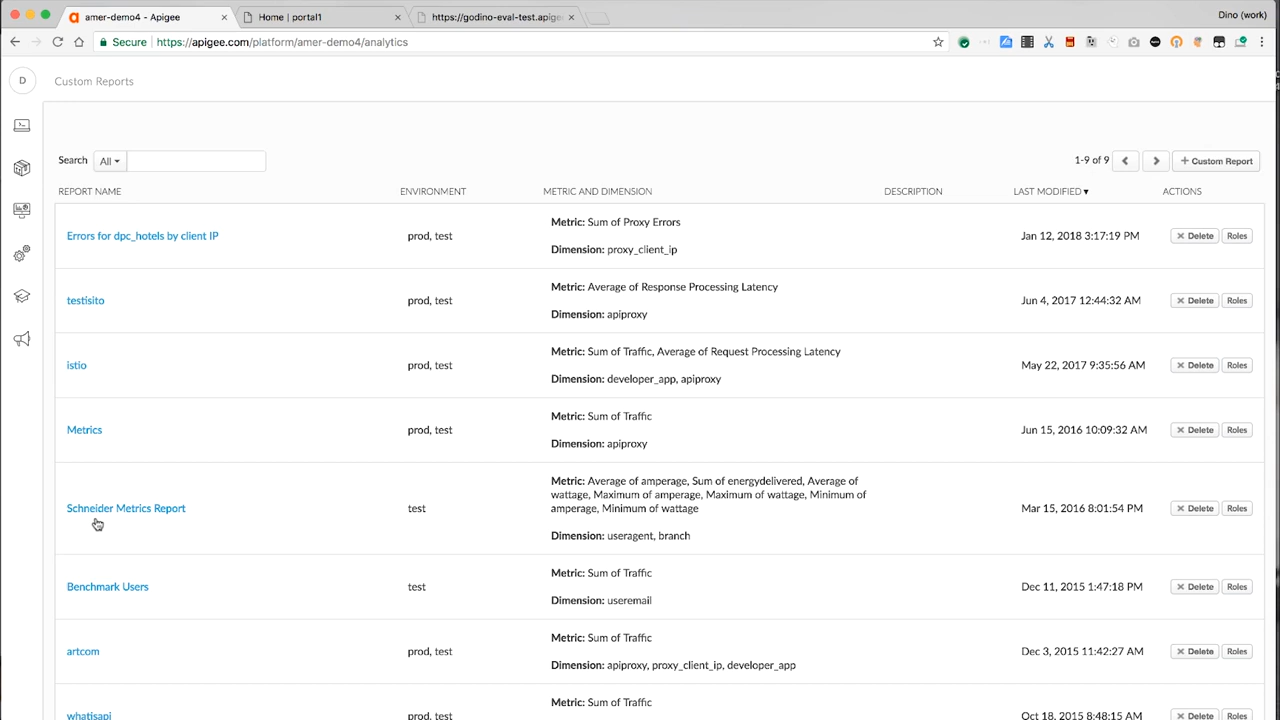 amer-demo4 - Apigee
Home | portal1
https://godino-eval-test.apige
Dino (work)
Secure
https://apigee.com/platform/amer-demo4/analytics
D
Custom Reports
Search
All
1-9 of 9
+ Custom Report
REPORT NAME
ENVIRONMENT
METRIC AND DIMENSION
DESCRIPTION
LAST MODIFIED
ACTIONS
Errors for dpc_hotels by client IP
prod, test
Metric: Sum of Proxy Errors
Dimension: proxy_client_ip
Jan 12, 2018 3:17:19 PM
Delete
Roles
testisito
prod, test
Metric: Average of Response Processing Latency
Dimension: apiproxy
Jun 4, 2017 12:44:32 AM
Delete
Roles
istio
prod, test
Metric: Sum of Traffic, Average of Request Processing Latency
Dimension: developer_app, apiproxy
May 22, 2017 9:35:56 AM
Delete
Roles
Metrics
prod, test
Metric: Sum of Traffic
Dimension: apiproxy
Jun 15, 2016 10:09:32 AM
Delete
Roles
Schneider Metrics Report
test
Metric: Average of amperage, Sum of energydelivered, Average of
wattage, Maximum of amperage, Maximum of wattage, Minimum of
amperage, Minimum of wattage
Dimension: useragent, branch
Mar 15, 2016 8:01:54 PM
Delete
Roles
Benchmark Users
test
Metric: Sum of Traffic
Dimension: useremail
Dec 11, 2015 1:47:18 PM
Delete
Roles
artcom
prod, test
Metric: Sum of Traffic
Dimension: apiproxy, proxy_client_ip, developer_app
Dec 3, 2015 11:42:27 AM
Delete
Roles
whatisapi
prod, test
Metric: Sum of Traffic
Oct 18, 2015 8:48:15 AM
Delete
Roles